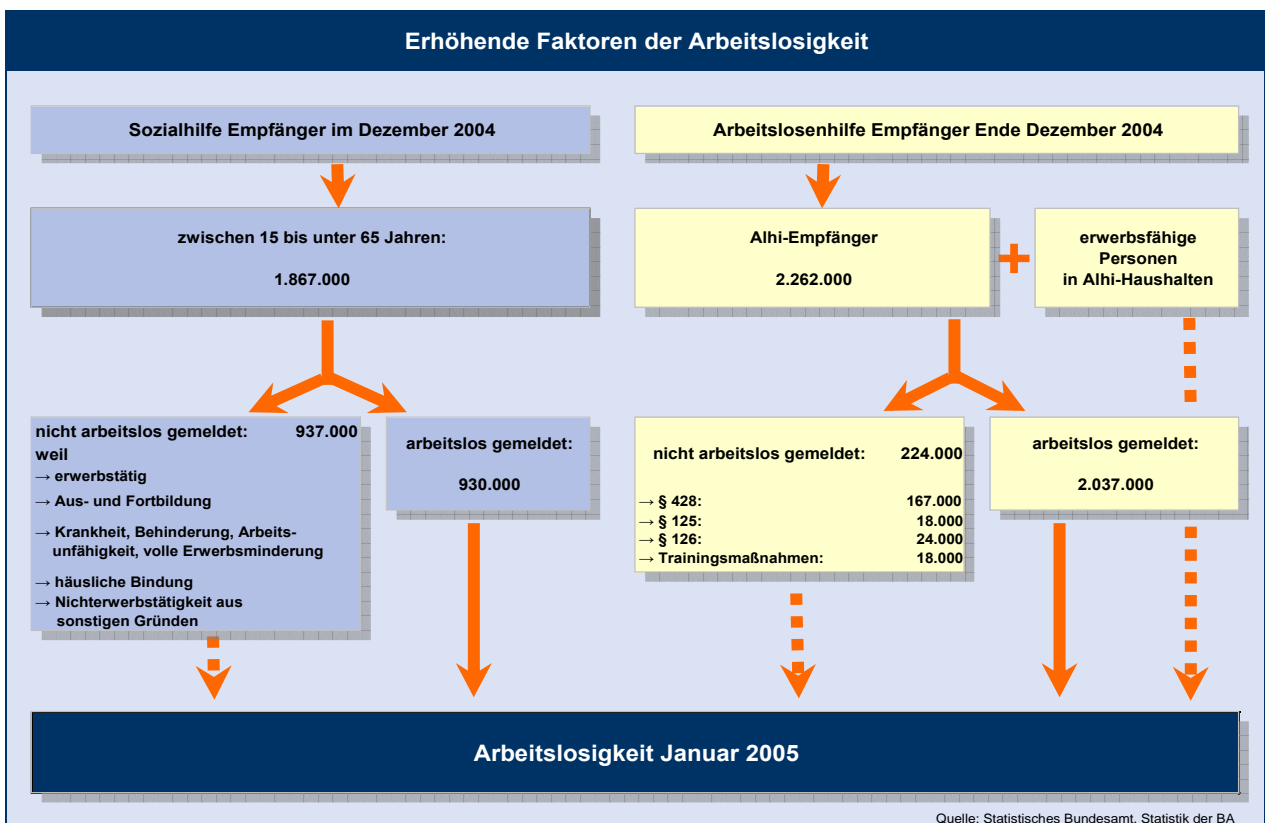 Erhöhende Faktoren der Arbeitslosigkeit
Sozialhilfe Empfänger im Dezember 2004
Arbeitslosenhilfe Empfänger Ende Dezember 2004
zwischen 15 bis unter 65 Jahren:
1.867.000
Alhi-Empfänger
2.262.000
+
erwerbsfähige
Personen
in Alhi-Haushalten
nicht arbeitslos gemeldet: 937.000
weil
→ erwerbstätig
→ Aus- und Fortbildung
→ Krankheit, Behinderung, Arbeits-
unfähigkeit, volle Erwerbsminderung
→ häusliche Bindung
→ Nichterwerbstätigkeit aus
sonstigen Gründen
arbeitslos gemeldet:
930.000
nicht arbeitslos gemeldet: 224.000
→ § 428: 167.000
→ § 125: 18.000
→ § 126: 24.000
→ Trainingsmaßnahmen: 18.000
arbeitslos gemeldet:
2.037.000
Arbeitslosigkeit Januar 2005
Quelle: Statistisches Bundesamt, Statistik der BA